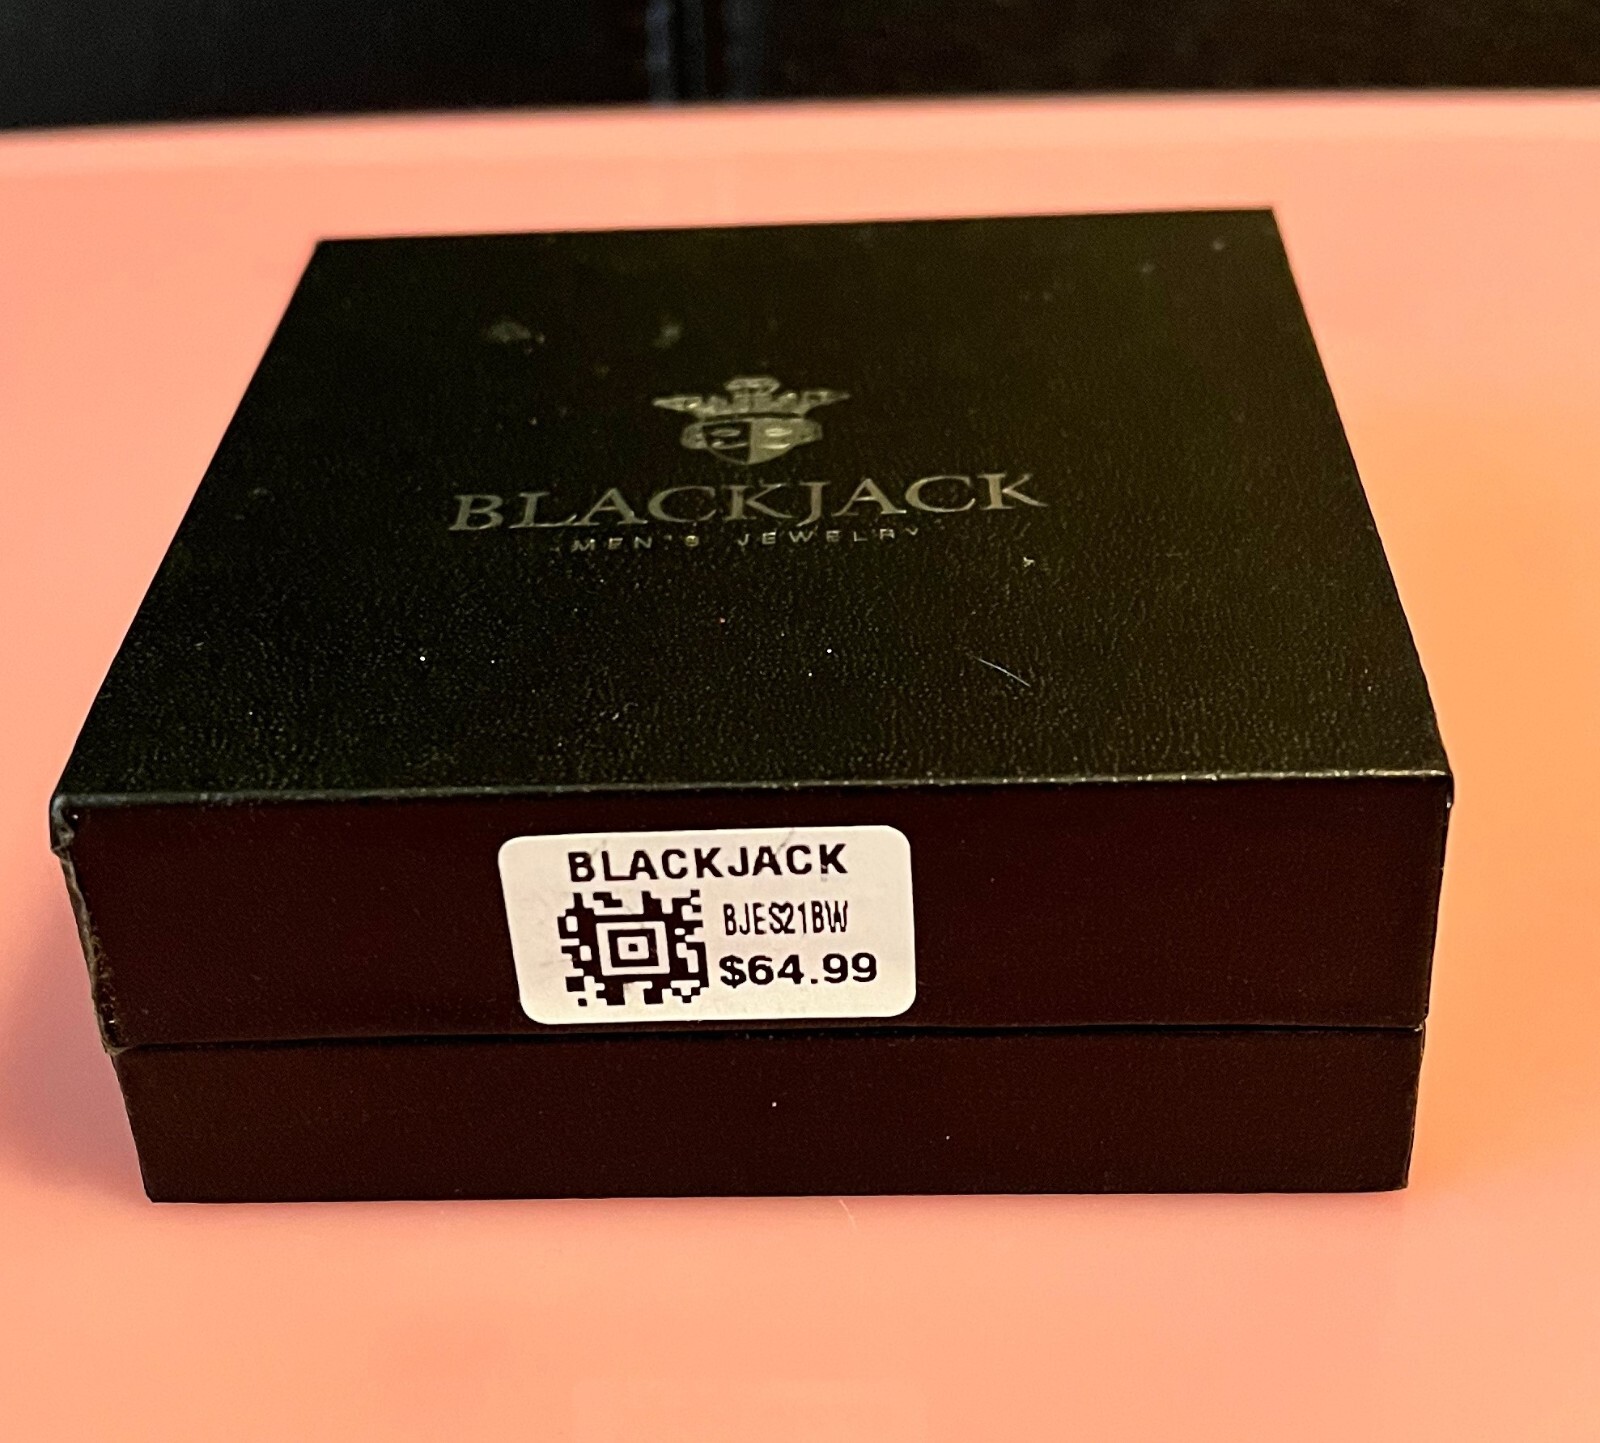 BLACKJACK
MEN'S JEWELRY
BLACKJACK
BJES21BW
$64.99